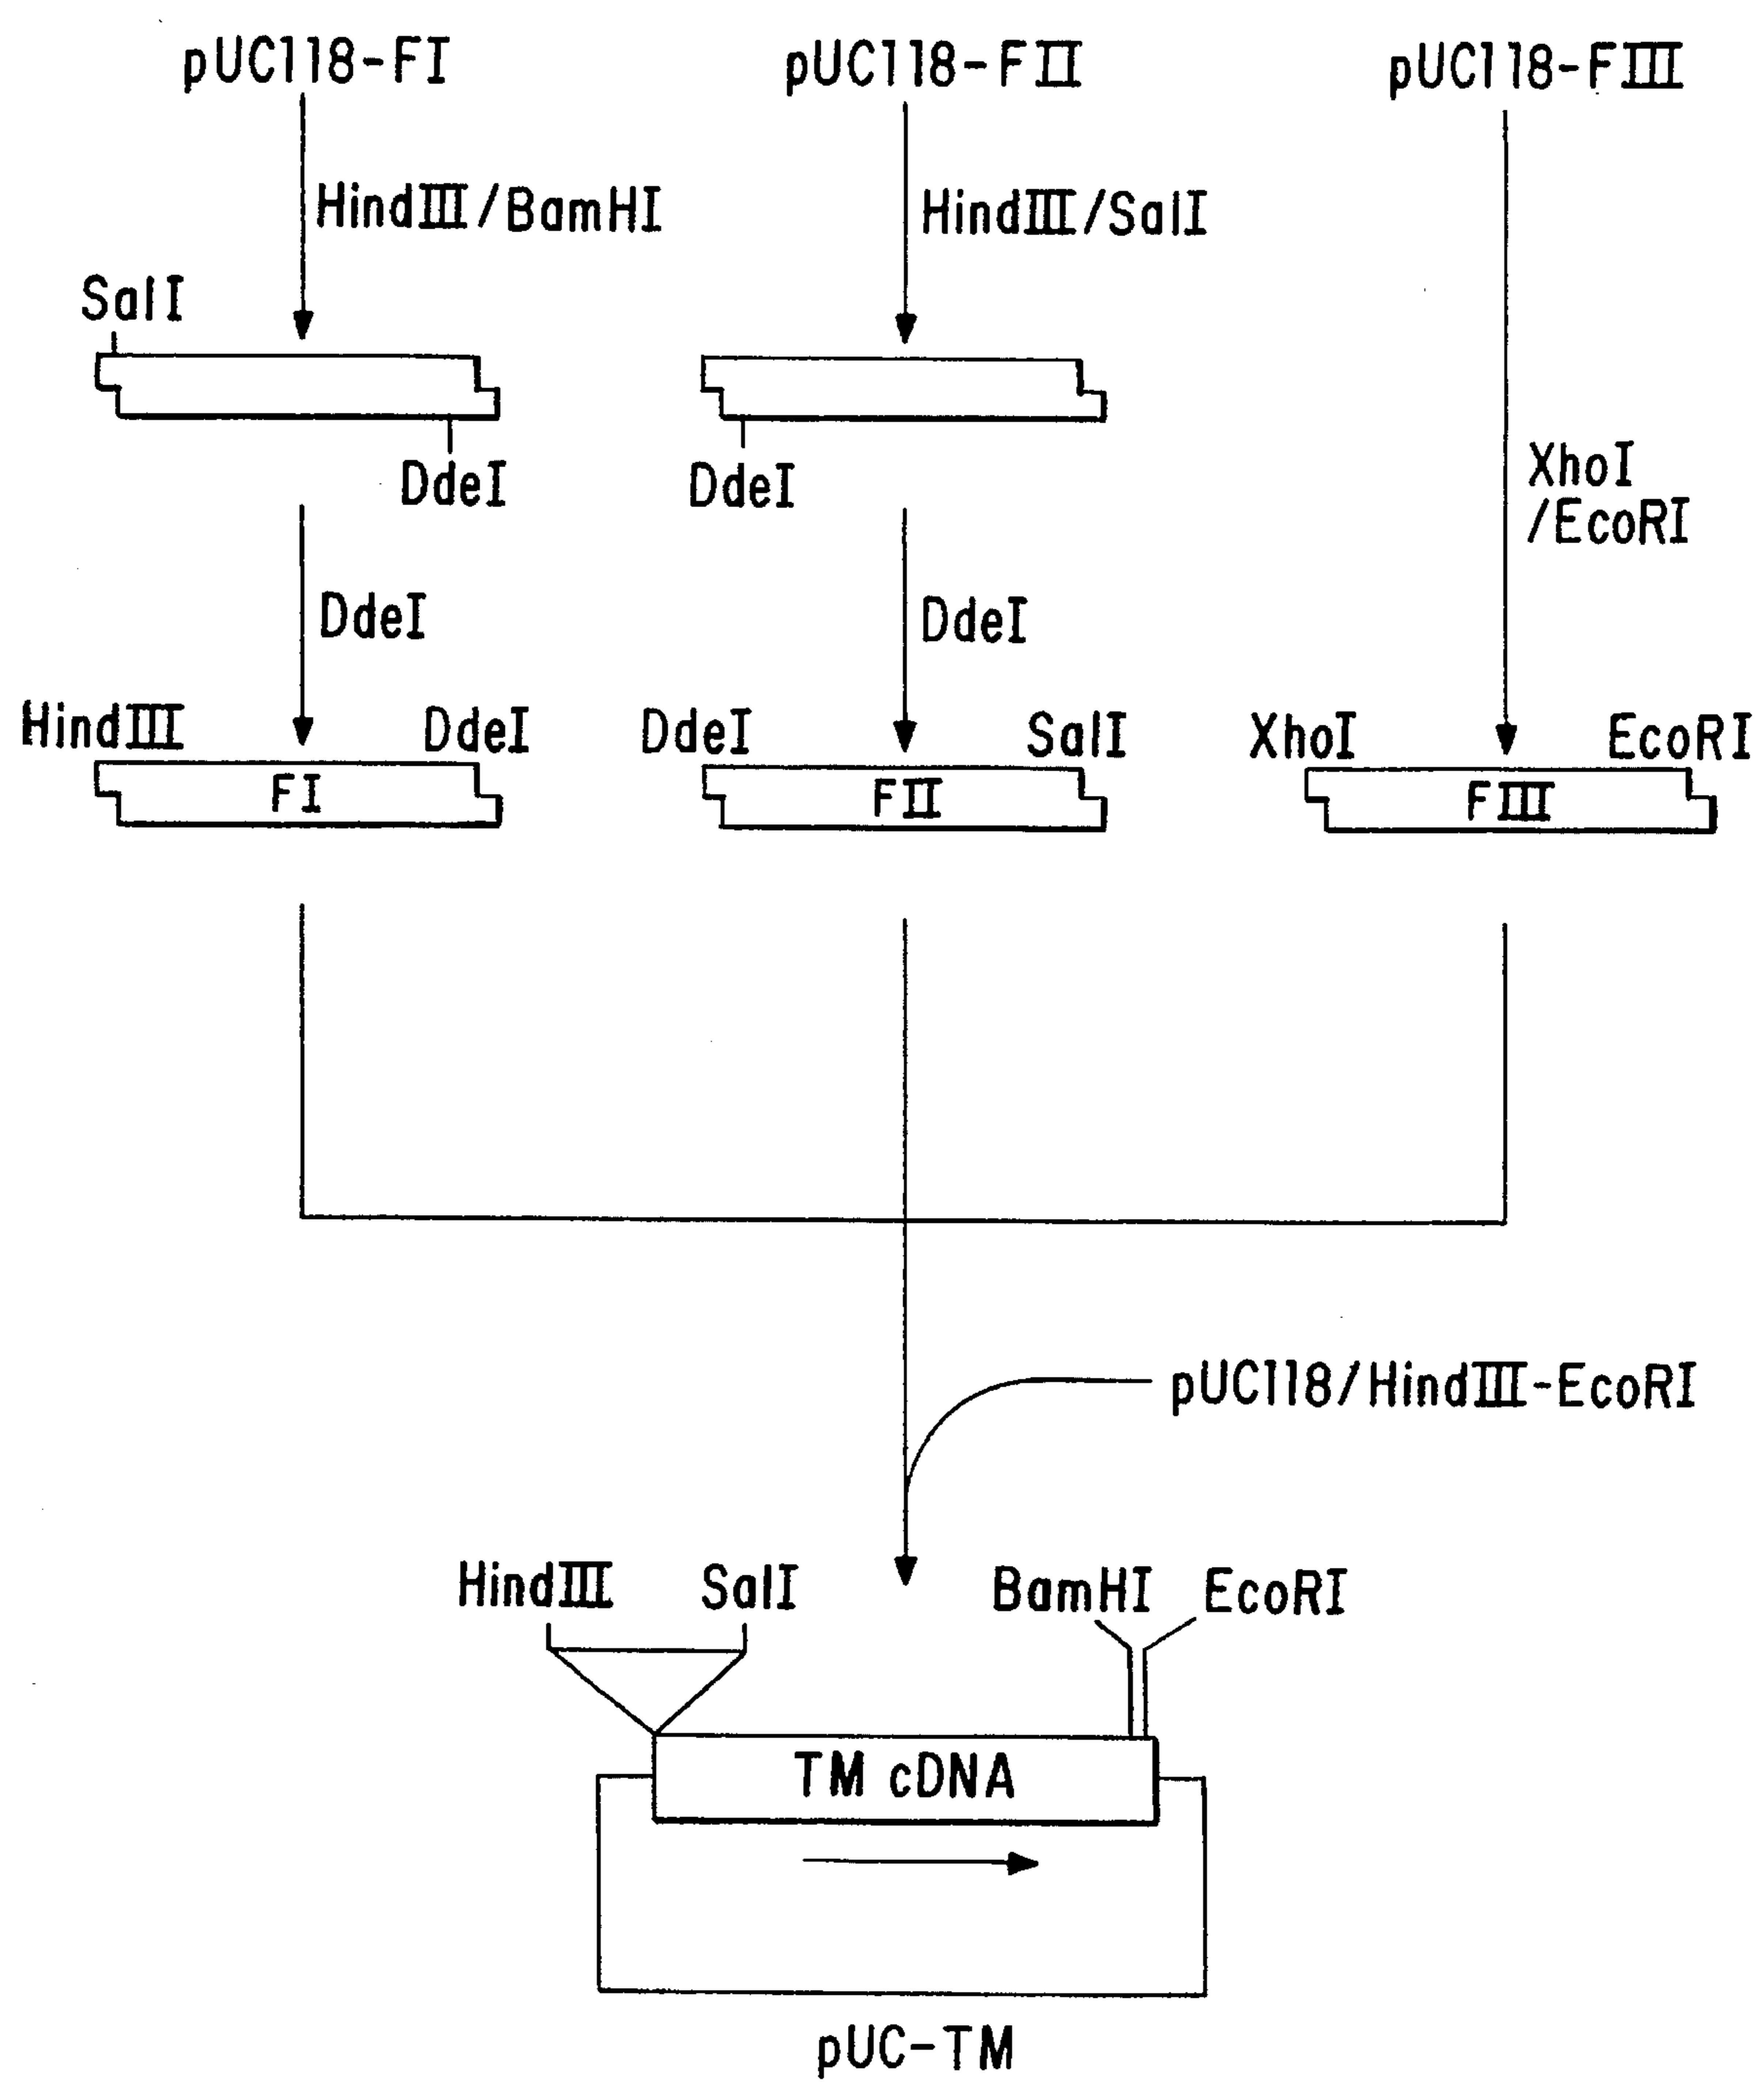 pUC118-FI
pUC118-FII
pUC118-FIII
HindIII/BamHI
HindIII/SalI
SalI
DdeI
DdeI
XhoI
/EcoRI
DdeI
DdeI
HindIII
DdeI
DdeI
SalI
XhoI
EcoRI
FI
FII
FIII
pUC118/HindIII-EcoRI
HindIII
SalI
BamHI
EcoRI
TM cDNA
pUC-TM